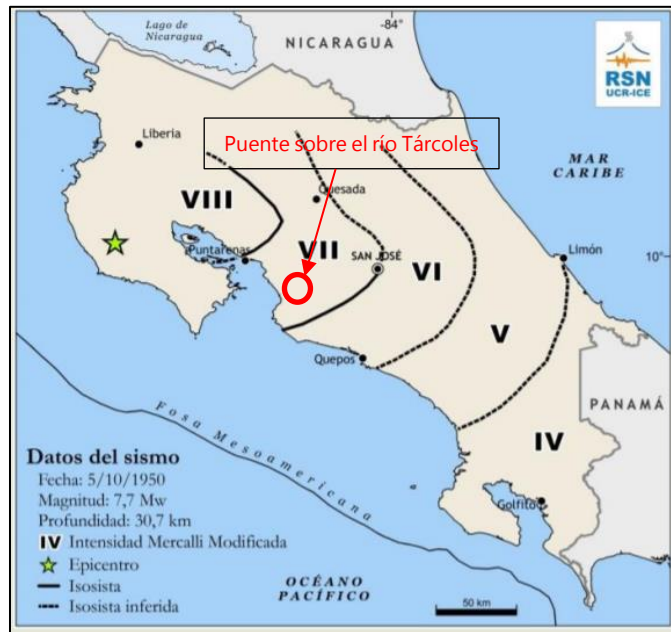 -84°
Lago de
Nicaragua
NICARAGUA
RSN
UCR-ICE
Puente sobre el río Tárcoles
Liberia
MAR
CARIBE
VIII
Quesada
VII
Puntarenas
SAN JOSÉ
VI
Limón
10°
V
Quepos
PANAMÁ
Fosa Mesoamericana
IV
Datos del sismo
Fecha: 5/10/1950
Magnitud: 7,7 Mw
Profundidad: 30,7 km
IV Intensidad Mercalli Modificada
Epicentro
Isosista
Isosista inferida
Golfito
OCÉANO
PACÍFICO
50 km